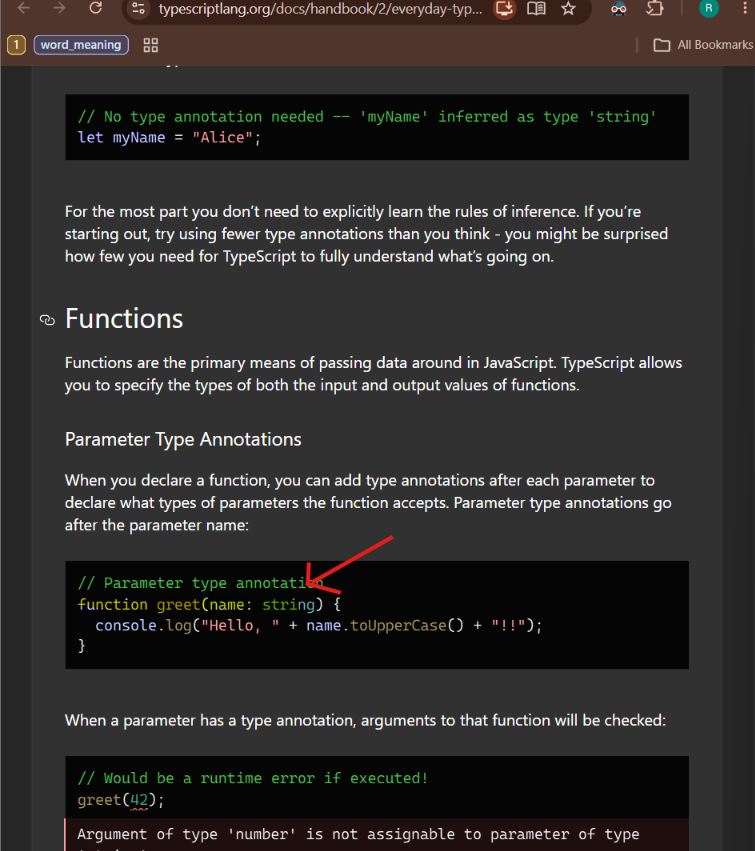 typescriptlang.org/docs/handbook/2/everyday-typ...
R
1
word_meaning
All Bookmarks
// No type annotation needed -- 'myName' inferred as type 'string'
let myName = "Alice";
For the most part you don't need to explicitly learn the rules of inference. If you're
starting out, try using fewer type annotations than you think - you might be surprised
how few you need for TypeScript to fully understand what's going on.
Functions
Functions are the primary means of passing data around in JavaScript. TypeScript allows
you to specify the types of both the input and output values of functions.
Parameter Type Annotations
When you declare a function, you can add type annotations after each parameter to
declare what types of parameters the function accepts. Parameter type annotations go
after the parameter name:
// Parameter type annotation
function greet(name: string) {
  console.log("Hello, " + name.toUpperCase() + "!!");
}
When a parameter has a type annotation, arguments to that function will be checked:
// Would be a runtime error if executed!
greet(42);
Argument of type 'number' is not assignable to parameter of type